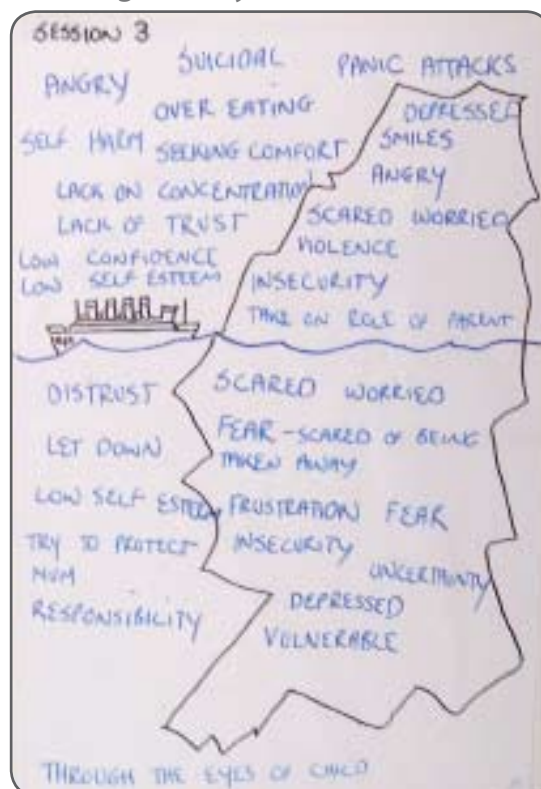 SESSION 3
SUICIDAL
PANIC ATTACKS
ANGRY
OVER EATING
DEPRESSED
SELF HARM
SEEKING COMFORT
SMILES
ANGRY
LACK ON CONCENTRATION
LACK OF TRUST
SCARED WORRIED
VIOLENCE
LOW CONFIDENCE
LOW SELF ESTEEM
INSECURITY
TAKE ON ROLE OF PARENT
DISTRUST
SCARED WORRIED
LET DOWN
FEAR - SCARED OF BEING
TAKEN AWAY
LOW SELF ESTEEM
FRUSTRATION FEAR
TRY TO PROTECT
MUM
INSECURITY
UNCERTAINTY
RESPONSIBILITY
DEPRESSED
VULNERABLE
THROUGH THE EYES OF CHILD